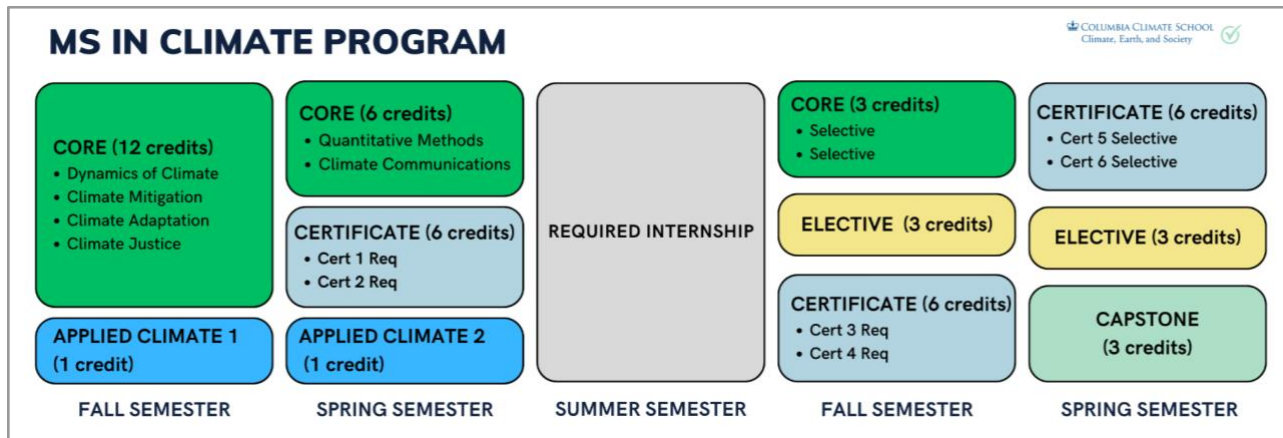 MS IN CLIMATE PROGRAM
COLUMBIA CLIMATE SCHOOL
Climate, Earth, and Society
CORE (12 credits)
• Dynamics of Climate
• Climate Mitigation
• Climate Adaptation
• Climate Justice
APPLIED CLIMATE 1
(1 credit)
FALL SEMESTER
CORE (6 credits)
• Quantitative Methods
• Climate Communications
CERTIFICATE (6 credits)
• Cert 1 Req
• Cert 2 Req
APPLIED CLIMATE 2
(1 credit)
SPRING SEMESTER
REQUIRED INTERNSHIP
SUMMER SEMESTER
CORE (3 credits)
• Selective
• Selective
ELECTIVE (3 credits)
CERTIFICATE (6 credits)
• Cert 3 Req
• Cert 4 Req
FALL SEMESTER
CERTIFICATE (6 credits)
• Cert 5 Selective
• Cert 6 Selective
ELECTIVE (3 credits)
CAPSTONE
(3 credits)
SPRING SEMESTER